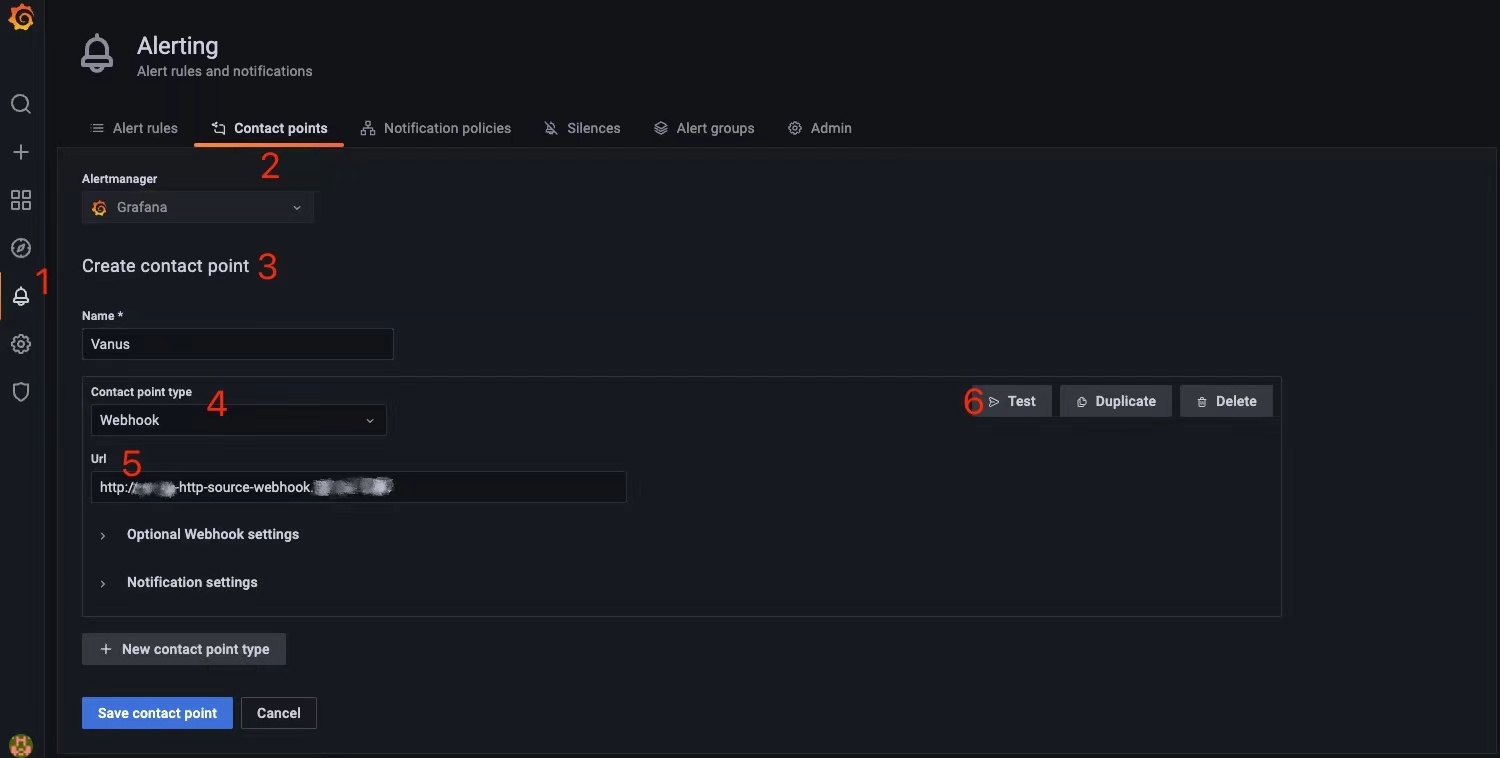 Alerting
Alert rules and notifications
Alert rules Contact points Notification policies Silences Alert groups Admin
2
Alertmanager
Grafana
Create contact point 3
1
Name *
Vanus
Contact point type 4
Webhook
6 Test Duplicate Delete
Url 5
http:// -http-source-webhook.
Optional Webhook settings
Notification settings
+ New contact point type
Save contact point Cancel